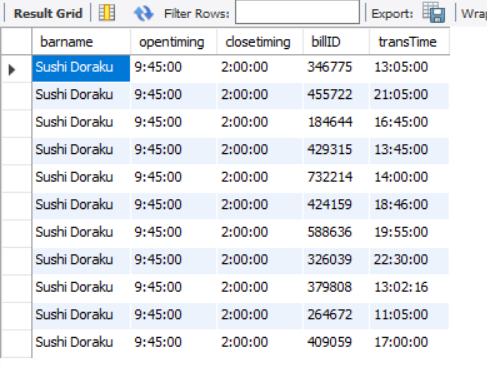 Result Grid Filter Rows: Export: Wrap
barname opentiming closetiming billID transTime
Sushi Doraku 9:45:00 2:00:00 346775 13:05:00
Sushi Doraku 9:45:00 2:00:00 455722 21:05:00
Sushi Doraku 9:45:00 2:00:00 184644 16:45:00
Sushi Doraku 9:45:00 2:00:00 429315 13:45:00
Sushi Doraku 9:45:00 2:00:00 732214 14:00:00
Sushi Doraku 9:45:00 2:00:00 424159 18:46:00
Sushi Doraku 9:45:00 2:00:00 588636 19:55:00
Sushi Doraku 9:45:00 2:00:00 326039 22:30:00
Sushi Doraku 9:45:00 2:00:00 379808 13:02:16
Sushi Doraku 9:45:00 2:00:00 264672 11:05:00
Sushi Doraku 9:45:00 2:00:00 409059 17:00:00